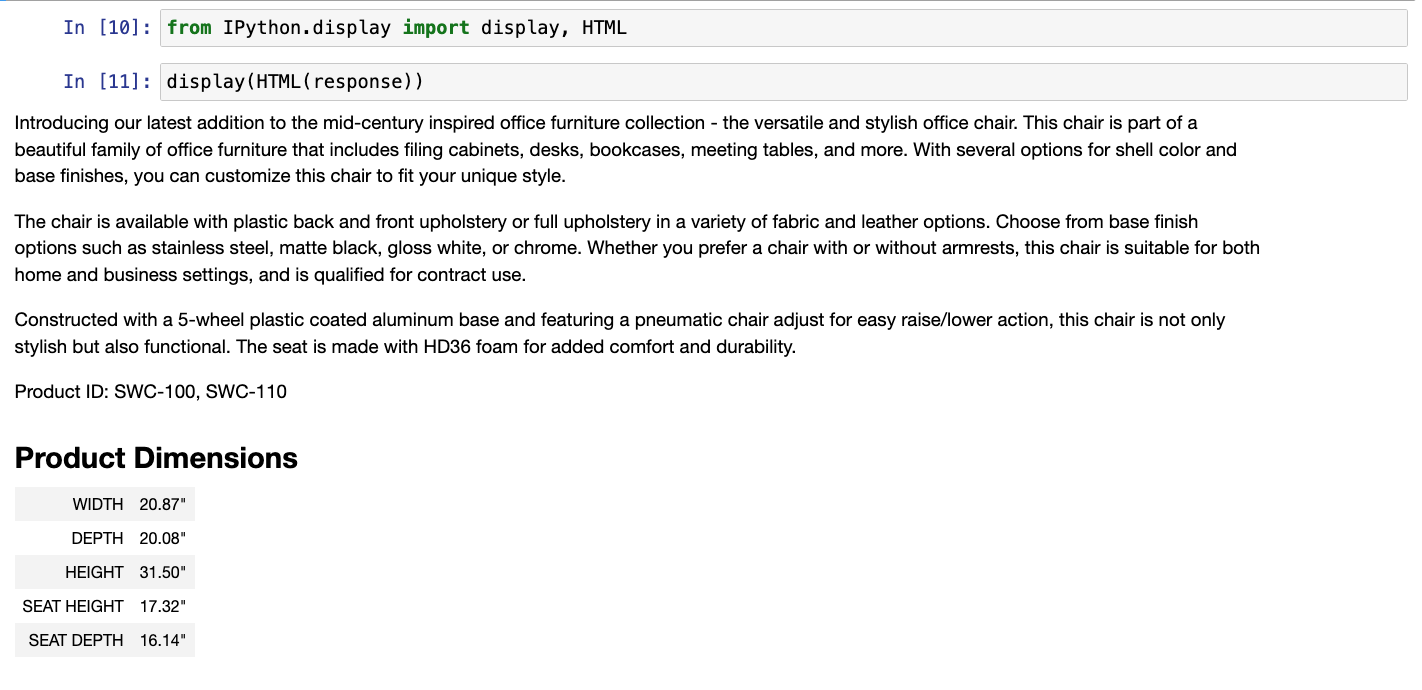 In [10]: from IPython.display import display, HTML
In [11]: display(HTML(response))
Introducing our latest addition to the mid-century inspired office furniture collection - the versatile and stylish office chair. This chair is part of a
beautiful family of office furniture that includes filing cabinets, desks, bookcases, meeting tables, and more. With several options for shell color and
base finishes, you can customize this chair to fit your unique style.
The chair is available with plastic back and front upholstery or full upholstery in a variety of fabric and leather options. Choose from base finish
options such as stainless steel, matte black, gloss white, or chrome. Whether you prefer a chair with or without armrests, this chair is suitable for both
home and business settings, and is qualified for contract use.
Constructed with a 5-wheel plastic coated aluminum base and featuring a pneumatic chair adjust for easy raise/lower action, this chair is not only
stylish but also functional. The seat is made with HD36 foam for added comfort and durability.
Product ID: SWC-100, SWC-110
Product Dimensions
WIDTH 20.87"
DEPTH 20.08"
HEIGHT 31.50"
SEAT HEIGHT 17.32"
SEAT DEPTH 16.14"